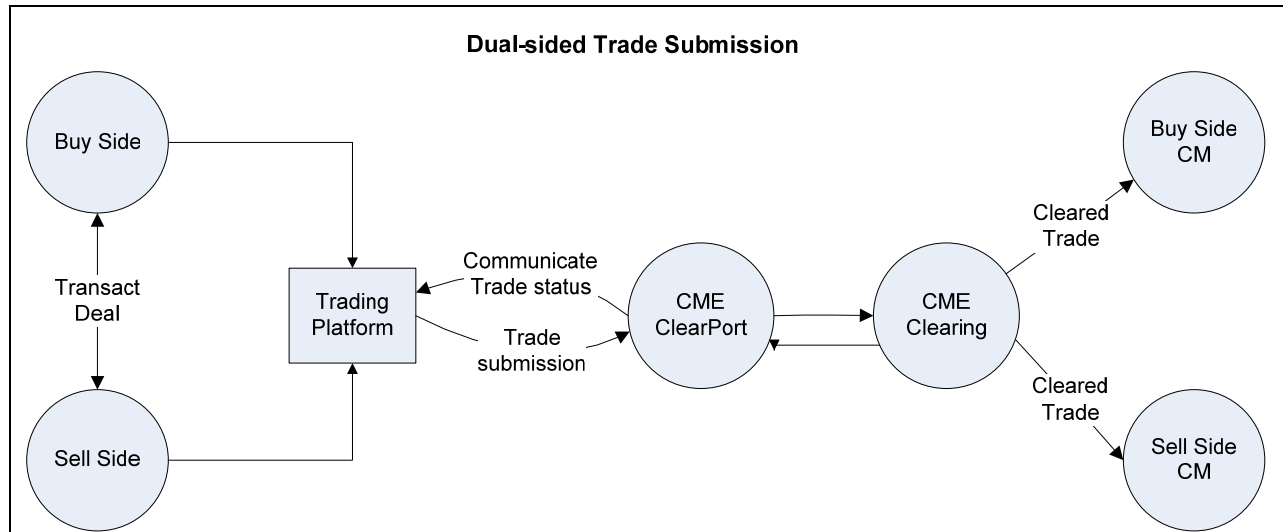 Dual-sided Trade Submission
Buy Side
Transact
Deal
Sell Side
Trading
Platform
Communicate
Trade status
Trade
submission
CME
ClearPort
CME
Clearing
Cleared
Trade
Buy Side
CM
Cleared
Trade
Sell Side
CM